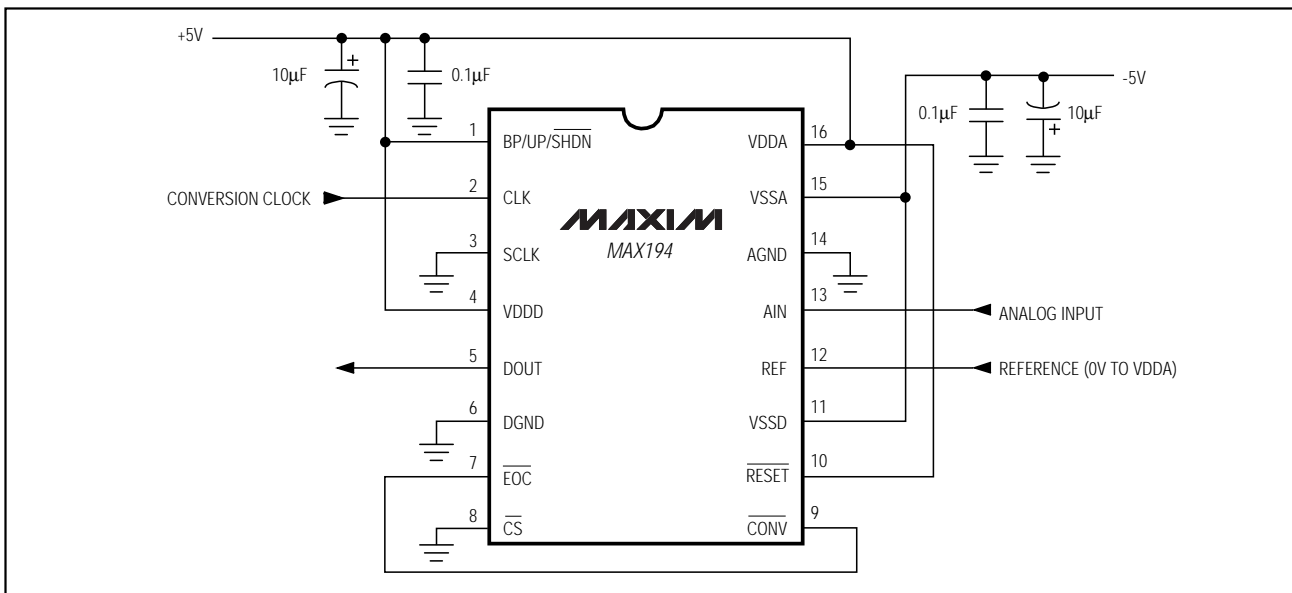 +5V
10μF
+
0.1μF
-5V
0.1μF
10μF
+
1
BP/UP/SHDN
VDDA
16
CONVERSION CLOCK
2
CLK
VSSA
15
MAXIM
MAX194
3
SCLK
AGND
14
4
VDDD
AIN
13
ANALOG INPUT
5
DOUT
REF
12
REFERENCE (0V TO VDDA)
6
DGND
VSSD
11
7
EOC
RESET
10
8
CS
CONV
9